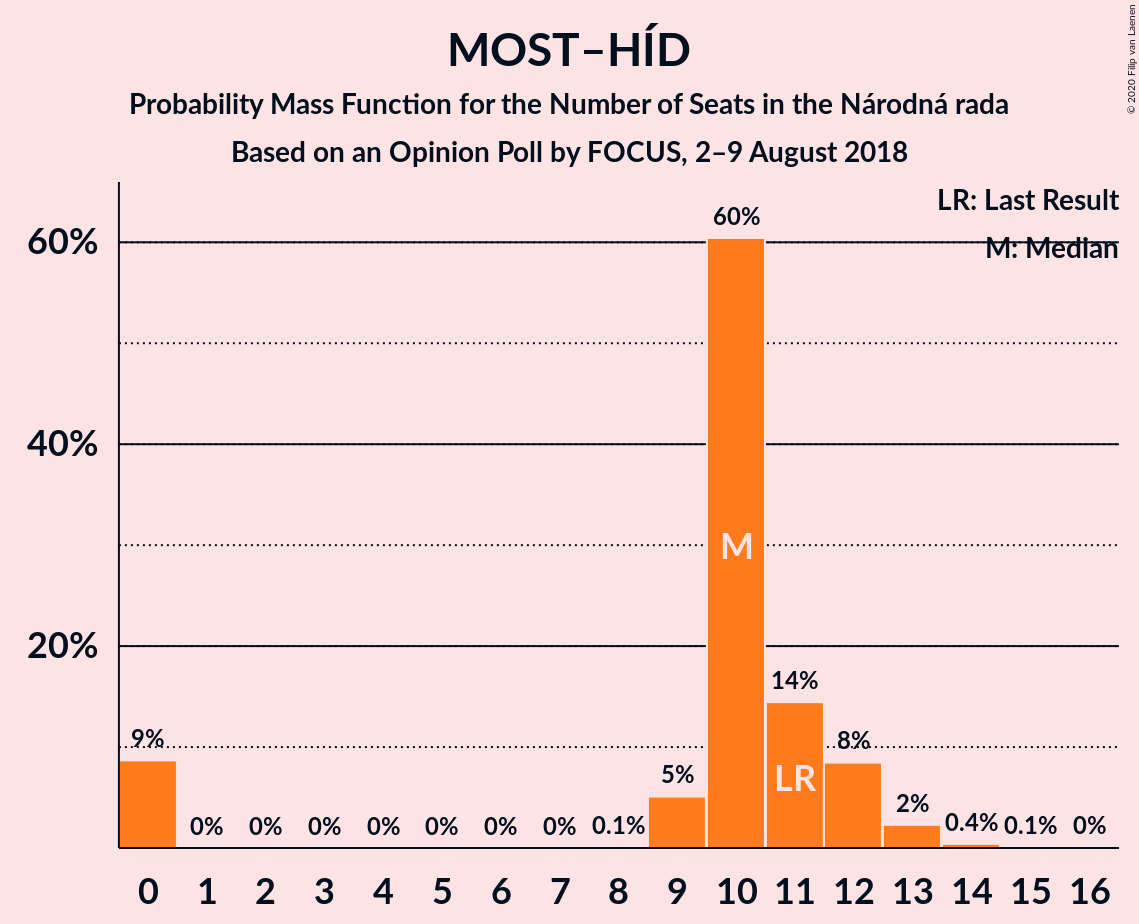 MOST–HÍD
Probability Mass Function for the Number of Seats in the Národná rada
Based on an Opinion Poll by FOCUS, 2–9 August 2018
© 2020 Filip van Laenen
LR: Last Result
M: Median
60%
40%
20%
9%
0%
0%
0%
0%
0%
0%
0%
0.1%
5%
60%
14%
8%
2%
0.4%
0.1%
0%
M
LR
0 1 2 3 4 5 6 7 8 9 10 11 12 13 14 15 16